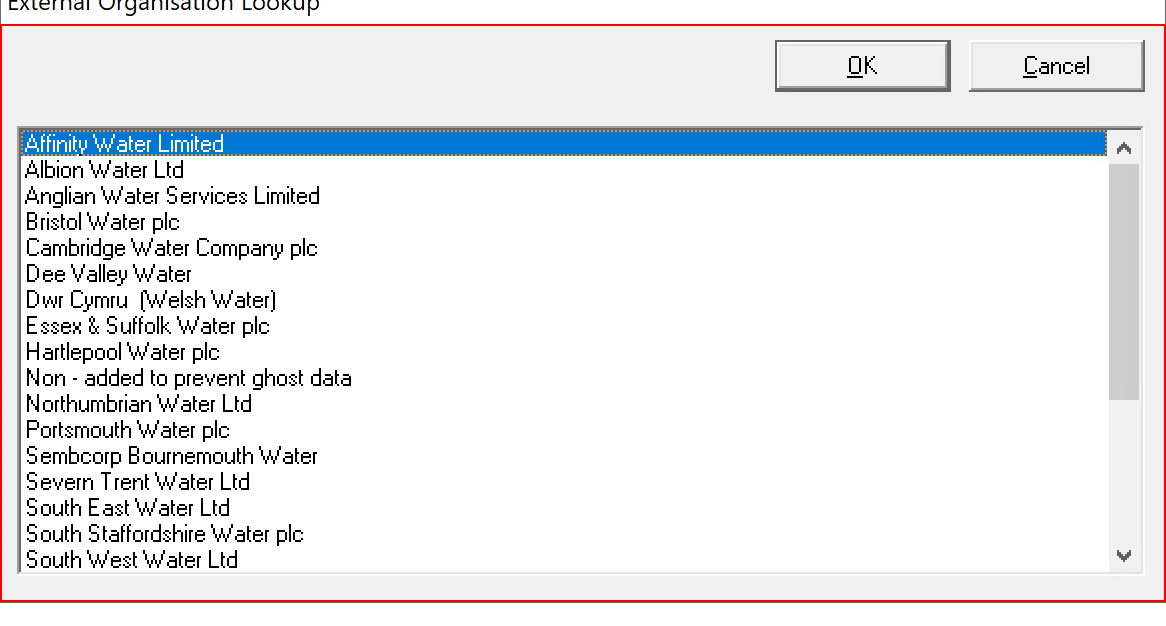 External Organisation Lookup
OK
Cancel
Affinity Water Limited
Albion Water Ltd
Anglian Water Services Limited
Bristol Water plc
Cambridge Water Company plc
Dee Valley Water
Dwr Cymru  (Welsh Water)
Essex & Suffolk Water plc
Hartlepool Water plc
Non - added to prevent ghost data
Northumbrian Water Ltd
Portsmouth Water plc
Sembcorp Bournemouth Water
Severn Trent Water Ltd
South East Water Ltd
South Staffordshire Water plc
South West Water Ltd